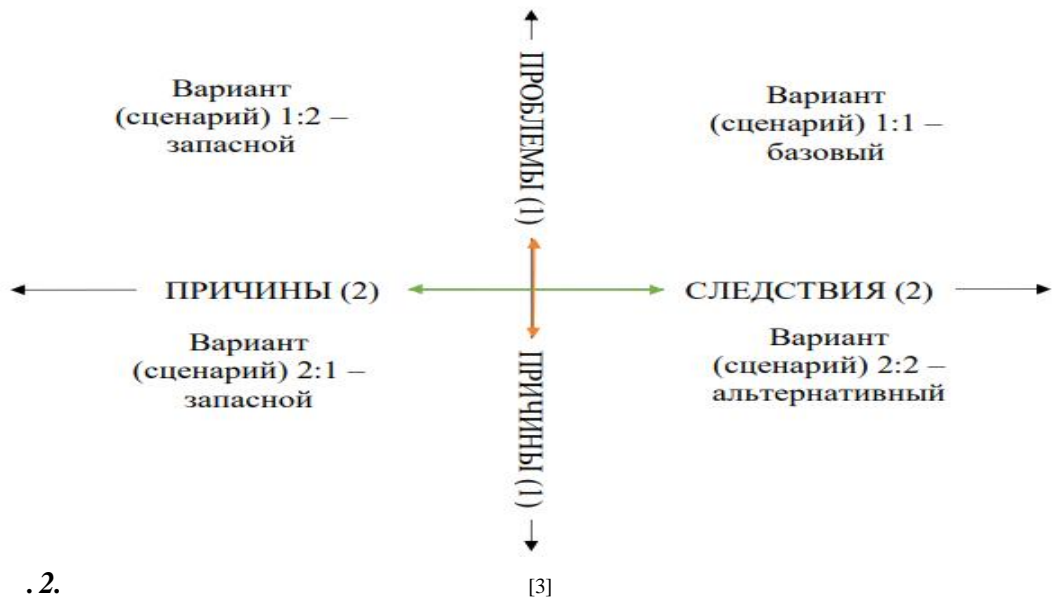 ПРОБЛЕМЫ (1)
Вариант
(сценарий) 1:2 –
запасной
Вариант
(сценарий) 1:1 –
базовый
ПРИЧИНЫ (2)
СЛЕДСТВИЯ (2)
Вариант
(сценарий) 2:1 –
запасной
Вариант
(сценарий) 2:2 –
альтернативный
ПРИЧИНЫ (1)
. 2. [3]